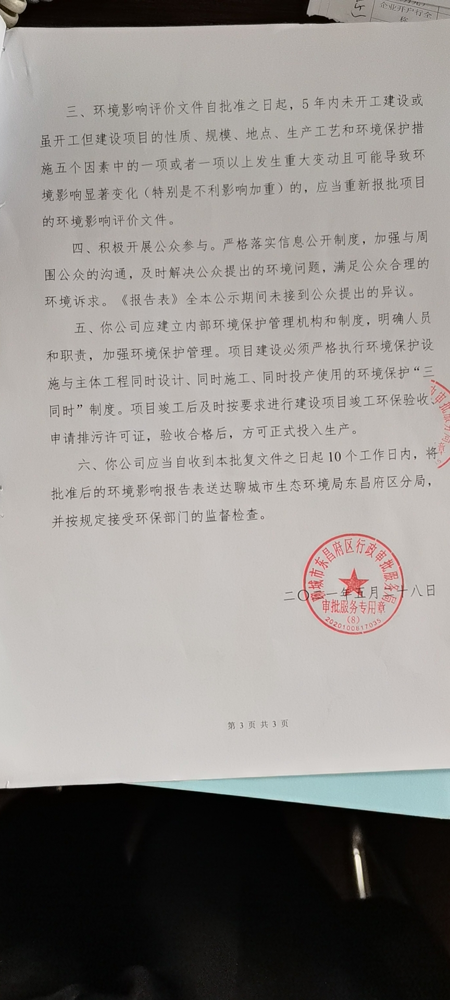 企业开户行全
称
三、环境影响评价文件自批准之日起，5年内未开工建设或
虽开工但建设项目的性质、规模、地点、生产工艺和环境保护措
施五个因素中的一项或者一项以上发生重大变动且可能导致环
境影响显著变化（特别是不利影响加重）的，应当重新报批项目
的环境影响评价文件。
四、积极开展公众参与。严格落实信息公开制度，加强与周
围公众的沟通，及时解决公众提出的环境问题，满足公众合理的
环境诉求。《报告表》全本公示期间未接到公众提出的异议。
五、你公司应建立内部环境保护管理机构和制度，明确人员
和职责，加强环境保护管理。项目建设必须严格执行环境保护设
施与主体工程同时设计、同时施工、同时投产使用的环境保护“三
同时”制度。项目竣工后及时按要求进行建设项目竣工环保验收、
申请排污许可证，验收合格后，方可正式投入生产。
六、你公司应当自收到本批复文件之日起10个工作日内，将
批准后的环境影响报告表送达聊城市生态环境局东昌府区分局，
并按规定接受环保部门的监督检查。
聊城市东昌府区行政审批服务局
二〇二一年五月 十八日
审批服务专用章
（8）
2020100817035
审批服务
章
第 3 页 共 3 页